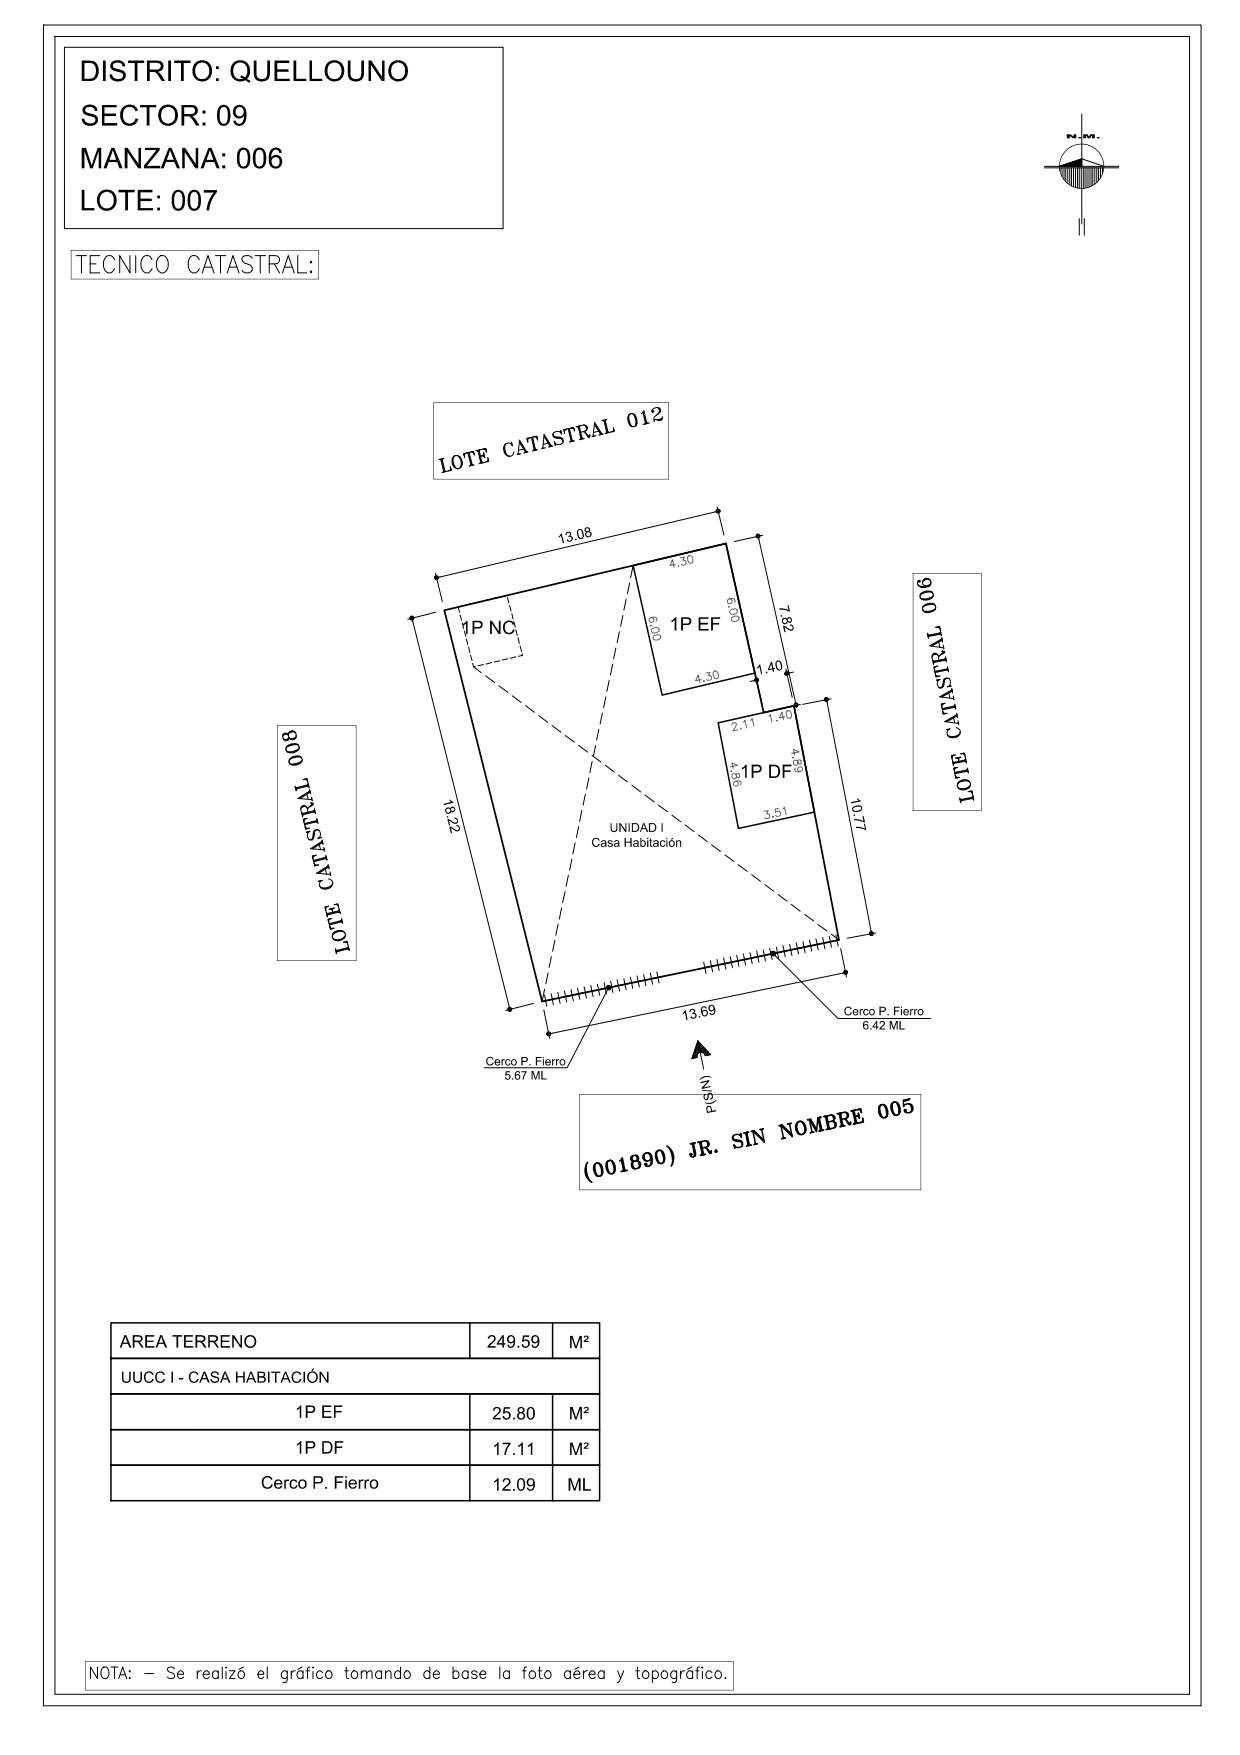 DISTRITO: QUELLOUNO
SECTOR: 09
MANZANA: 006
LOTE: 007
N.M.
TECNICO CATASTRAL:
LOTE CATASTRAL 012
13.08
4.30
6.00
6.00
1P EF
4.30
1P NC
7.82
1.40
LOTE CATASTRAL 006
2.11
1.40
4.86
1P DF
4.89
3.51
LOTE CATASTRAL 008
18.22
10.77
UNIDAD I
Casa Habitación
13.69
Cerco P. Fierro
6.42 ML
Cerco P. Fierro
5.67 ML
P(S/N)
(001890) JR. SIN NOMBRE 005
AREA TERRENO 249.59 M²
UUCC I - CASA HABITACIÓN
1P EF 25.80 M²
1P DF 17.11 M²
Cerco P. Fierro 12.09 ML
NOTA: - Se realizó el gráfico tomando de base la foto aérea y topográfico.